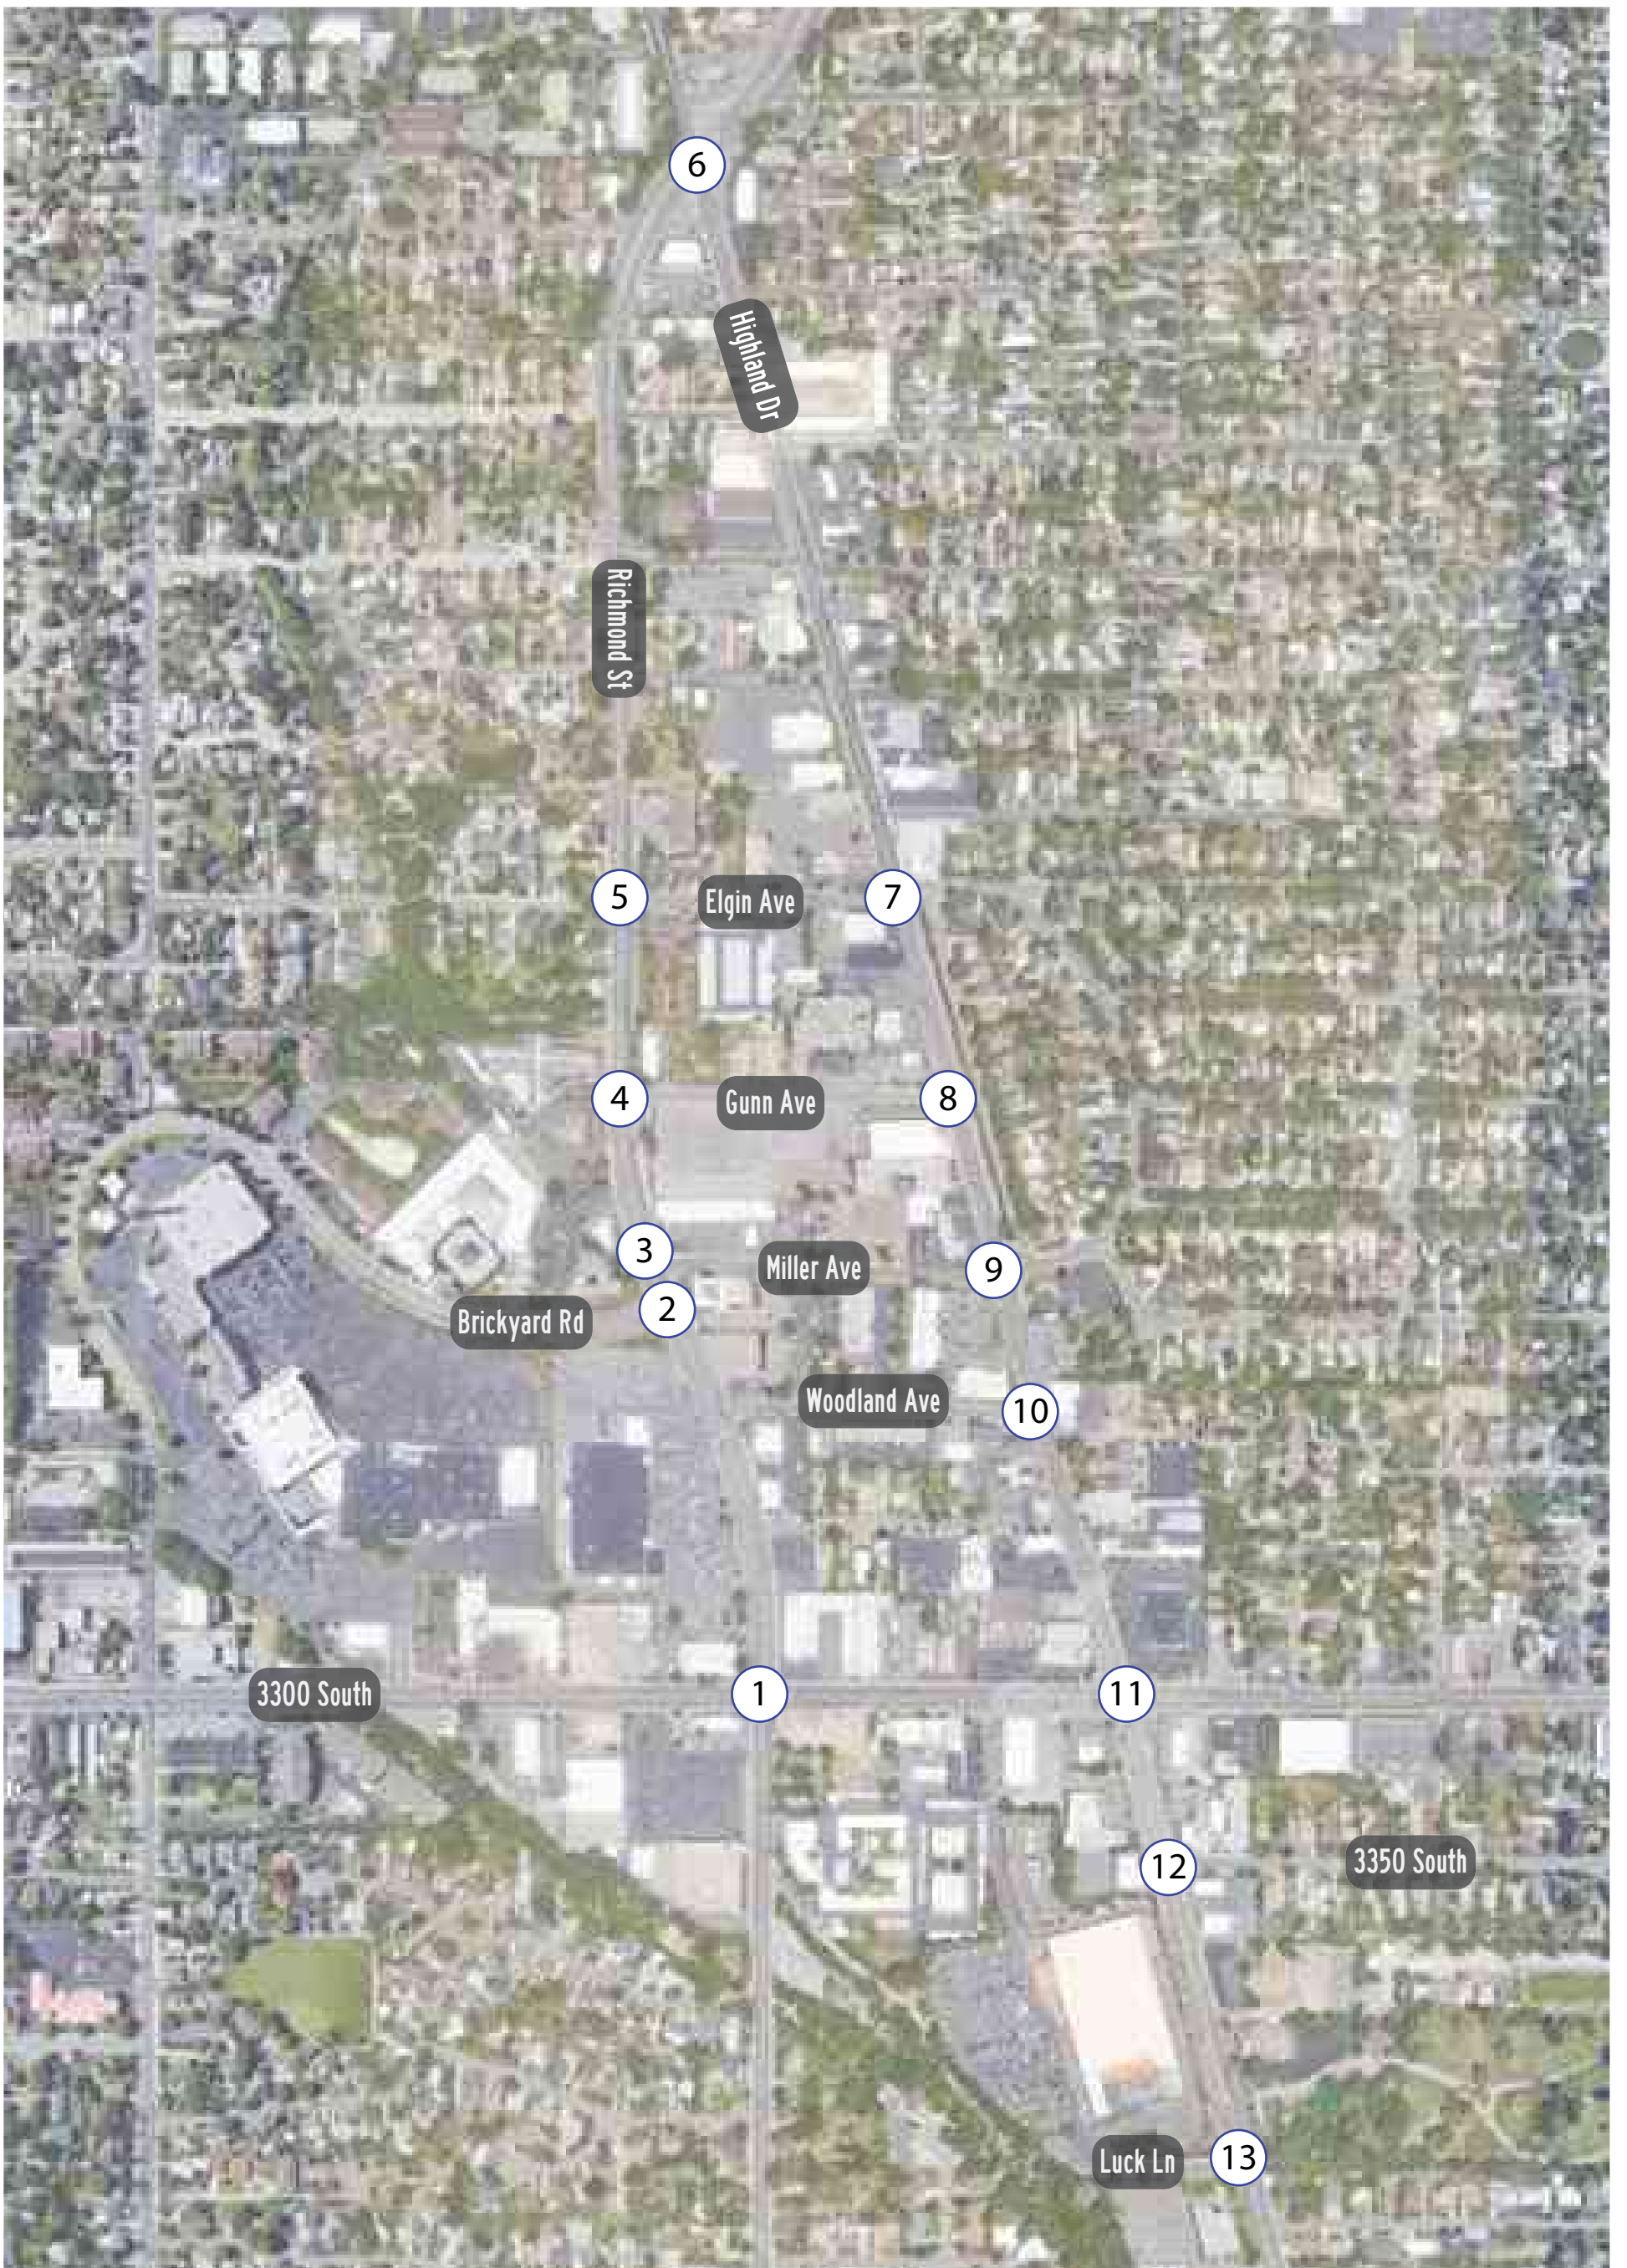 6
Highland Dr
Richmond St
5
Elgin Ave
7
4
Gunn Ave
8
3
Miller Ave
9
2
Brickyard Rd
Woodland Ave
10
3300 South
1
11
12
3350 South
Luck Ln
13